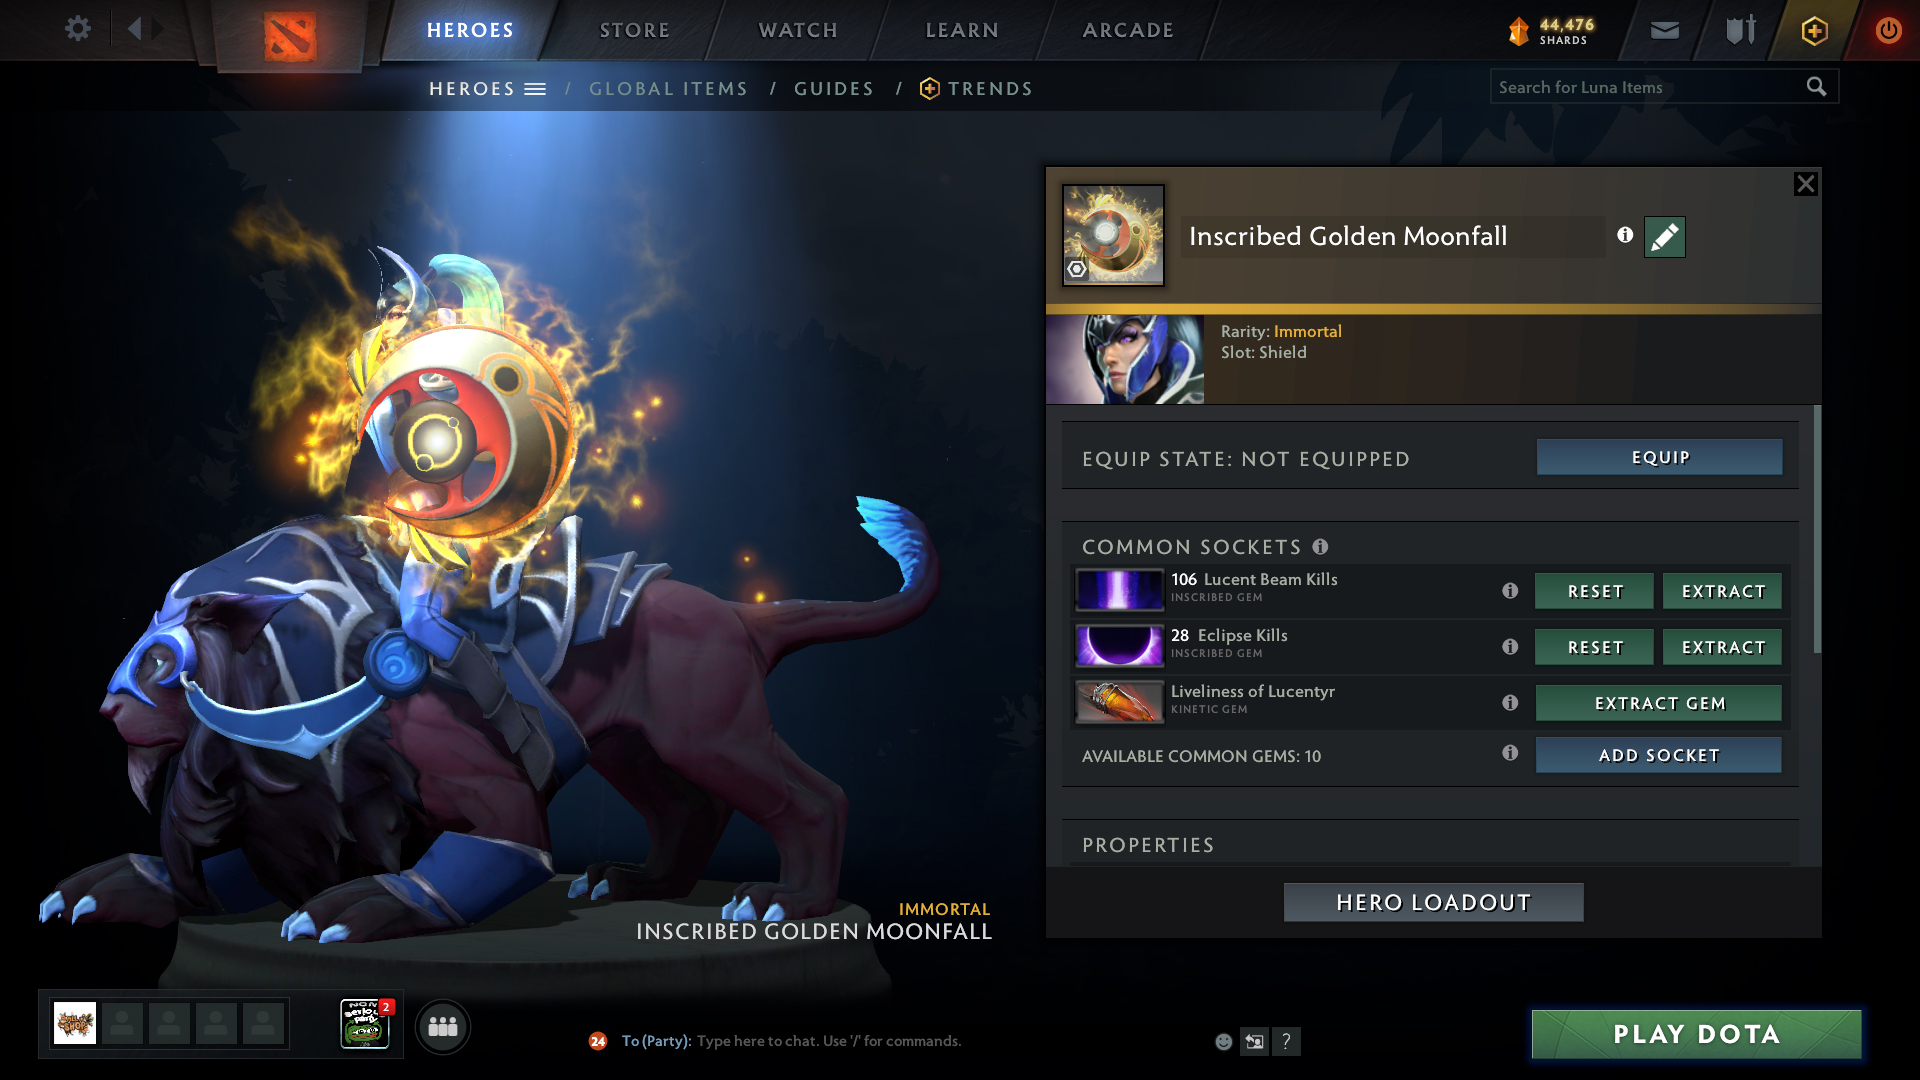 HEROES
STORE
WATCH
LEARN
ARCADE
44,476
SHARDS
HEROES / GLOBAL ITEMS / GUIDES / TRENDS
Search for Luna Items
Inscribed Golden Moonfall
Rarity: Immortal
Slot: Shield
EQUIP STATE: NOT EQUIPPED
EQUIP
COMMON SOCKETS
106 Lucent Beam Kills
INSCRIBED GEM
RESET
EXTRACT
28 Eclipse Kills
INSCRIBED GEM
RESET
EXTRACT
Liveliness of Lucentyr
KINETIC GEM
EXTRACT GEM
AVAILABLE COMMON GEMS: 10
ADD SOCKET
PROPERTIES
HERO LOADOUT
IMMORTAL
INSCRIBED GOLDEN MOONFALL
2
24
To (Party): Type here to chat. Use '/' for commands.
?
PLAY DOTA